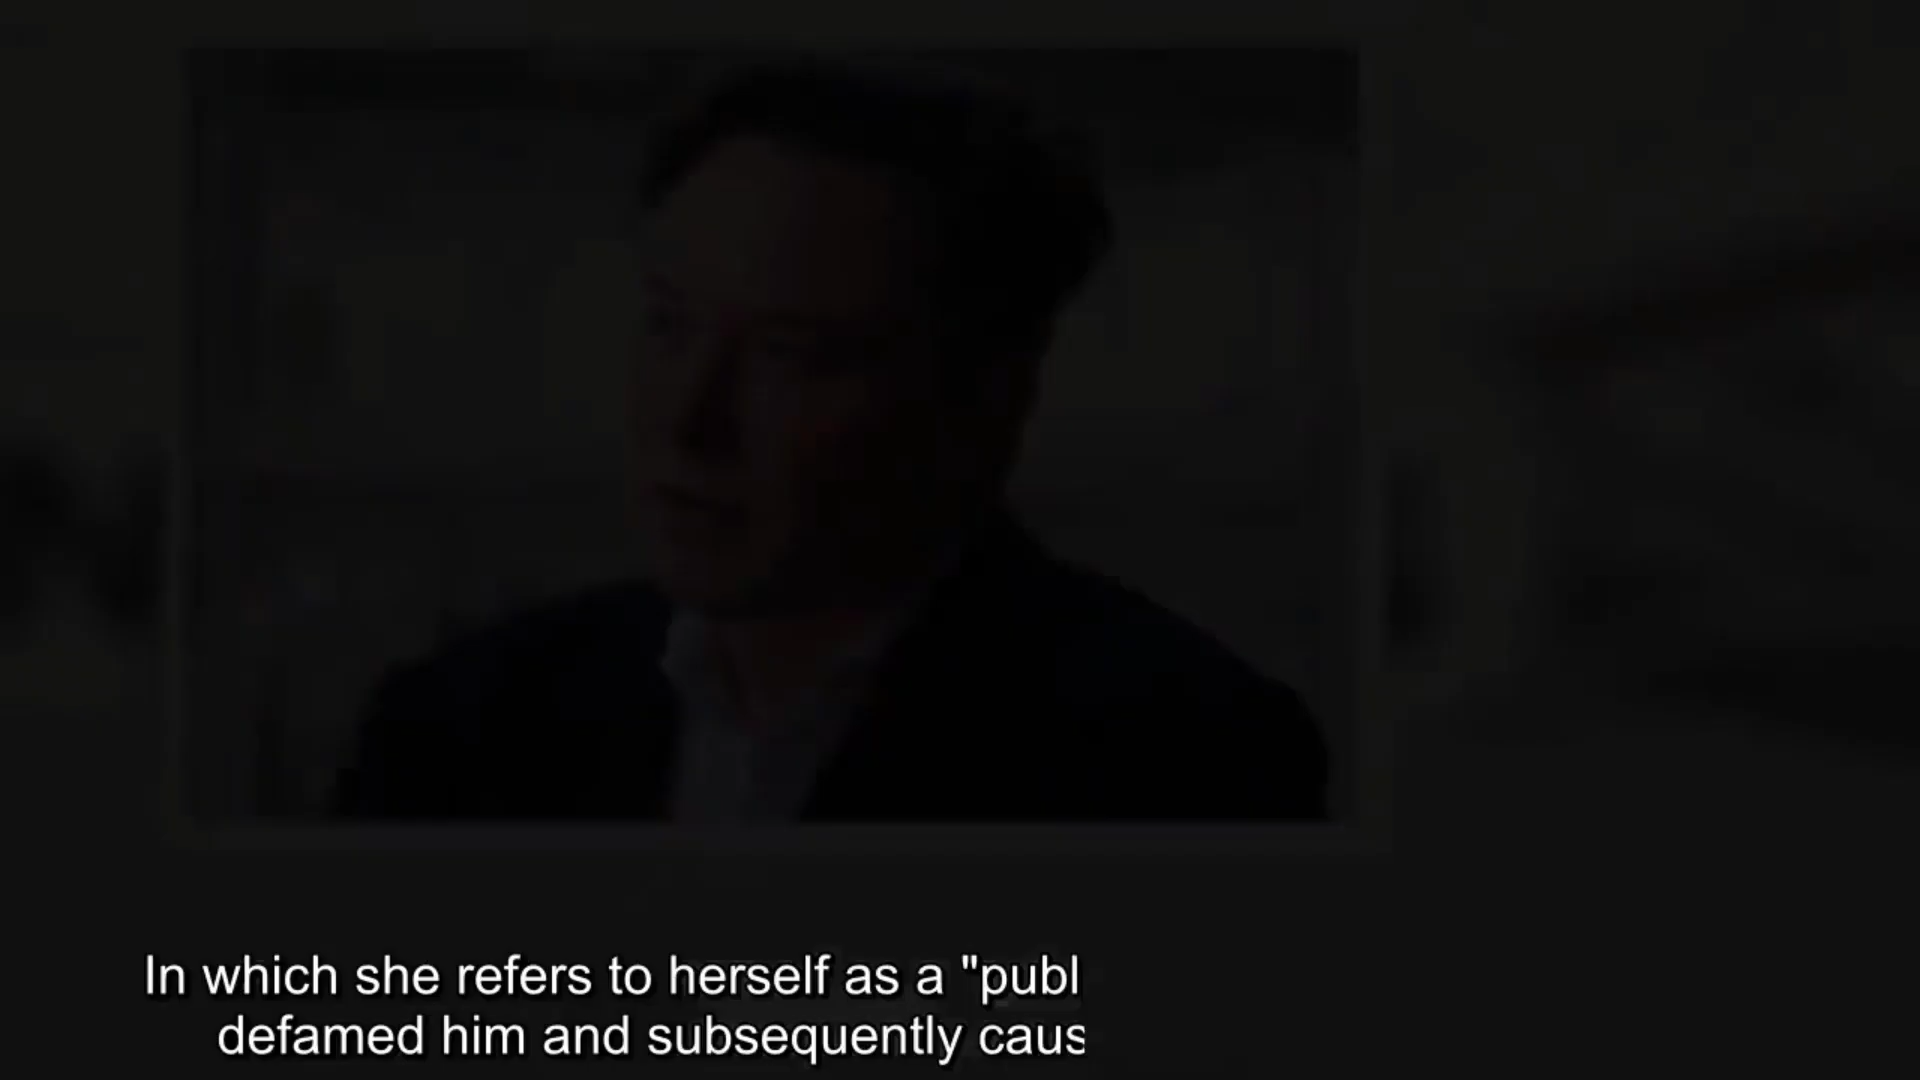 In which she refers to herself as a "publ
defamed him and subsequently caus